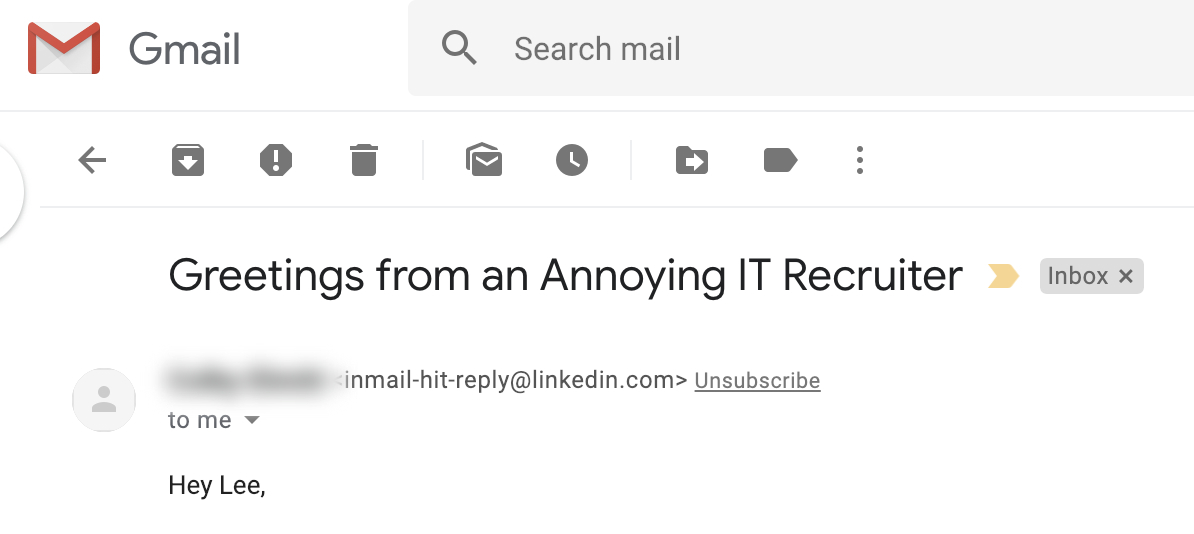 Gmail
Search mail
Greetings from an Annoying IT Recruiter Inbox ×
<inmail-hit-reply@linkedin.com> Unsubscribe
to me
Hey Lee,